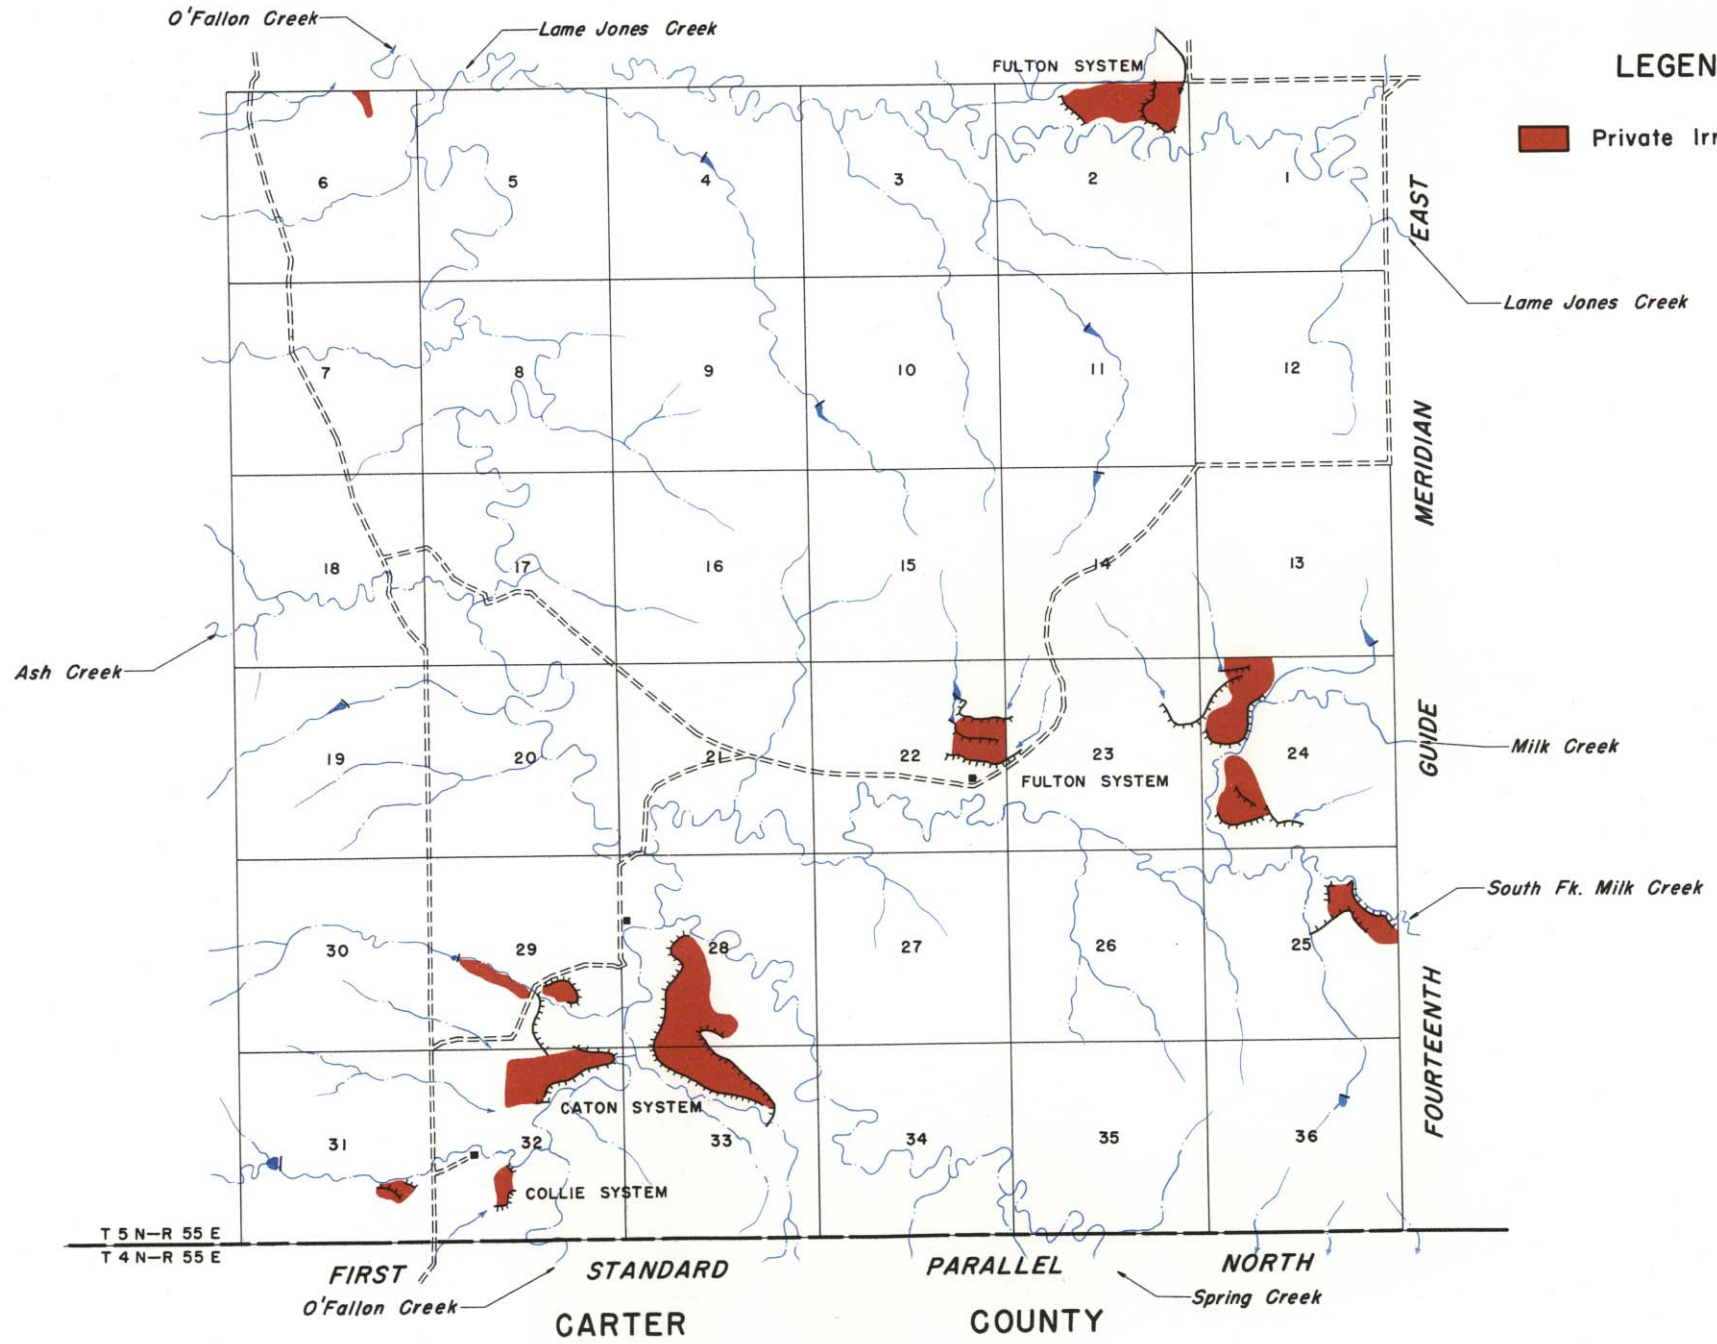 O'Fallon Creek
Lame Jones Creek
FULTON SYSTEM
LEGEN
Private Irr
6
5
4
3
2
1
EAST
Lame Jones Creek
7
8
9
10
11
12
MERIDIAN
18
17
16
15
14
13
Ash Creek
19
20
21
22
23
24
GUIDE
Milk Creek
FULTON SYSTEM
South Fk. Milk Creek
30
29
28
27
26
25
FOURTEENTH
CATON SYSTEM
31
32
33
34
35
36
COLLIE SYSTEM
T 5 N–R 55 E
T 4 N–R 55 E
FIRST STANDARD PARALLEL NORTH
O'Fallon Creek
Spring Creek
CARTER COUNTY